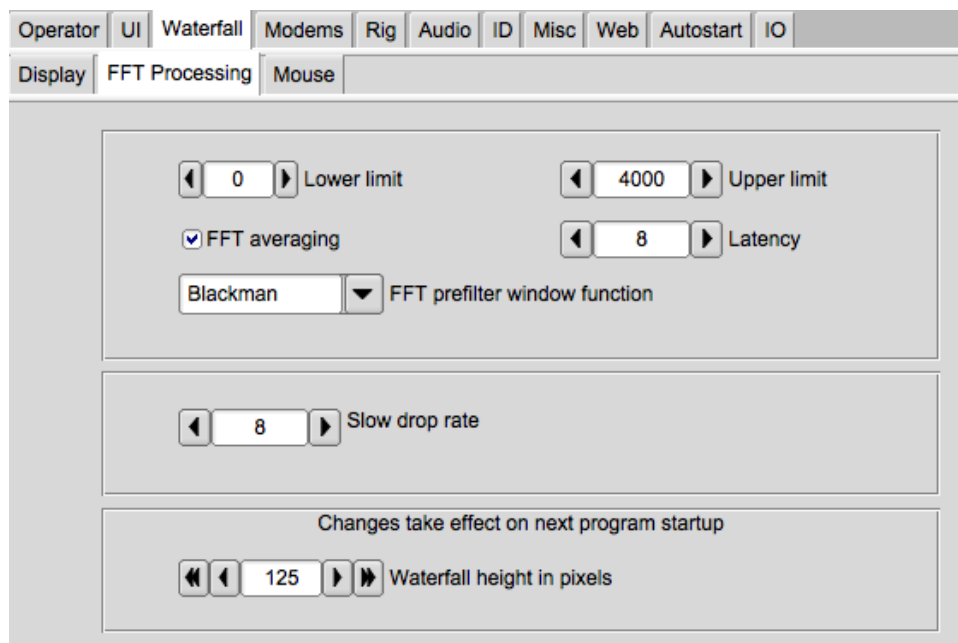 Operator UI Waterfall Modems Rig Audio ID Misc Web Autostart IO
Display FFT Processing Mouse
0 Lower limit 4000 Upper limit
FFT averaging 8 Latency
Blackman FFT prefilter window function
8 Slow drop rate
Changes take effect on next program startup
125 Waterfall height in pixels